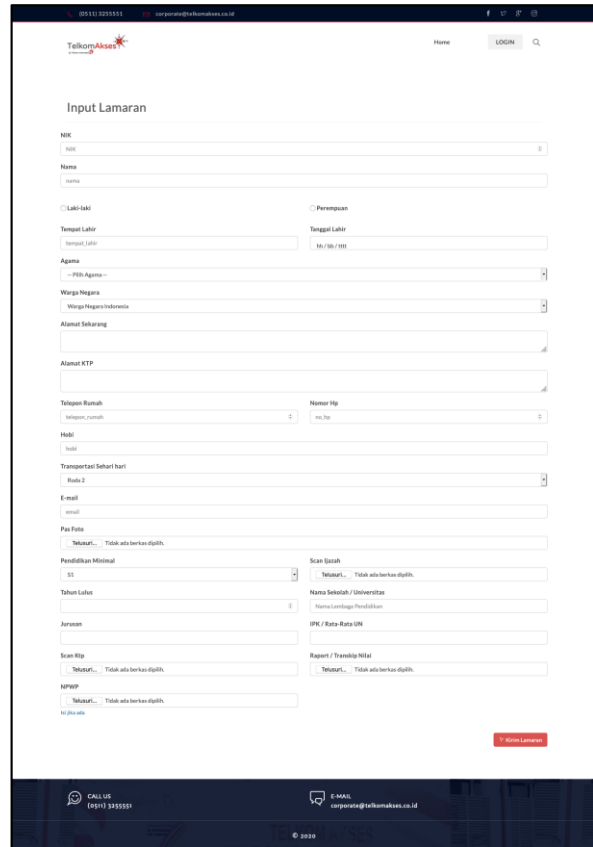 (0511) 3255551 corporate@telkomakses.co.id
TelkomAkses
Home LOGIN
Input Lamaran
NIK
NIK
Nama
nama
Laki-laki Perempuan
Tempat Lahir Tanggal Lahir
tempat_lahir hh / bb / tttt
Agama
-- Pilih Agama --
Warga Negara
Warga Negara Indonesia
Alamat Sekarang
Alamat KTP
Telepon Rumah Nomor Hp
telepon_rumah no_hp
Hobi
hobi
Transportasi Sehari hari
Roda 2
E-mail
email
Pas Foto
Telusuri... Tidak ada berkas dipilih.
Pendidikan Minimal Scan Ijazah
S1 Telusuri... Tidak ada berkas dipilih.
Tahun Lulus Nama Sekolah / Universitas
Nama Lembaga Pendidikan
Jurusan IPK / Rata-Rata UN
Scan Ktp Raport / Transkip Nilai
Telusuri... Tidak ada berkas dipilih. Telusuri... Tidak ada berkas dipilih.
NPWP
Telusuri... Tidak ada berkas dipilih.
Isi jika ada
Kirim Lamaran
CALL US E-MAIL
(0511) 3255551 corporate@telkomakses.co.id
© 2020